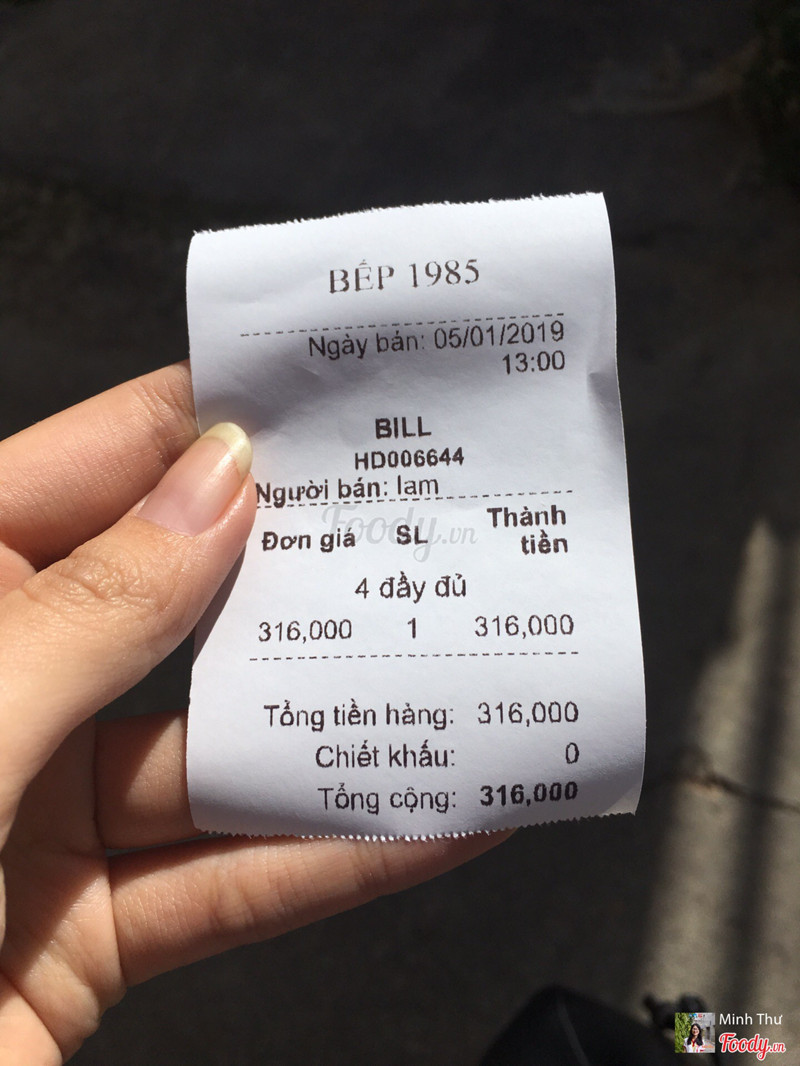 BẾP 1985
Ngày bán: 05/01/2019
13:00
BILL
HD006644
Người bán: lam
Foody.vn
Đơn giá SL Thành tiền
4 đầy đủ
316,000 1 316,000
Tổng tiền hàng: 316,000
Chiết khấu: 0
Tổng cộng: 316,000
Minh Thư
Foody.vn